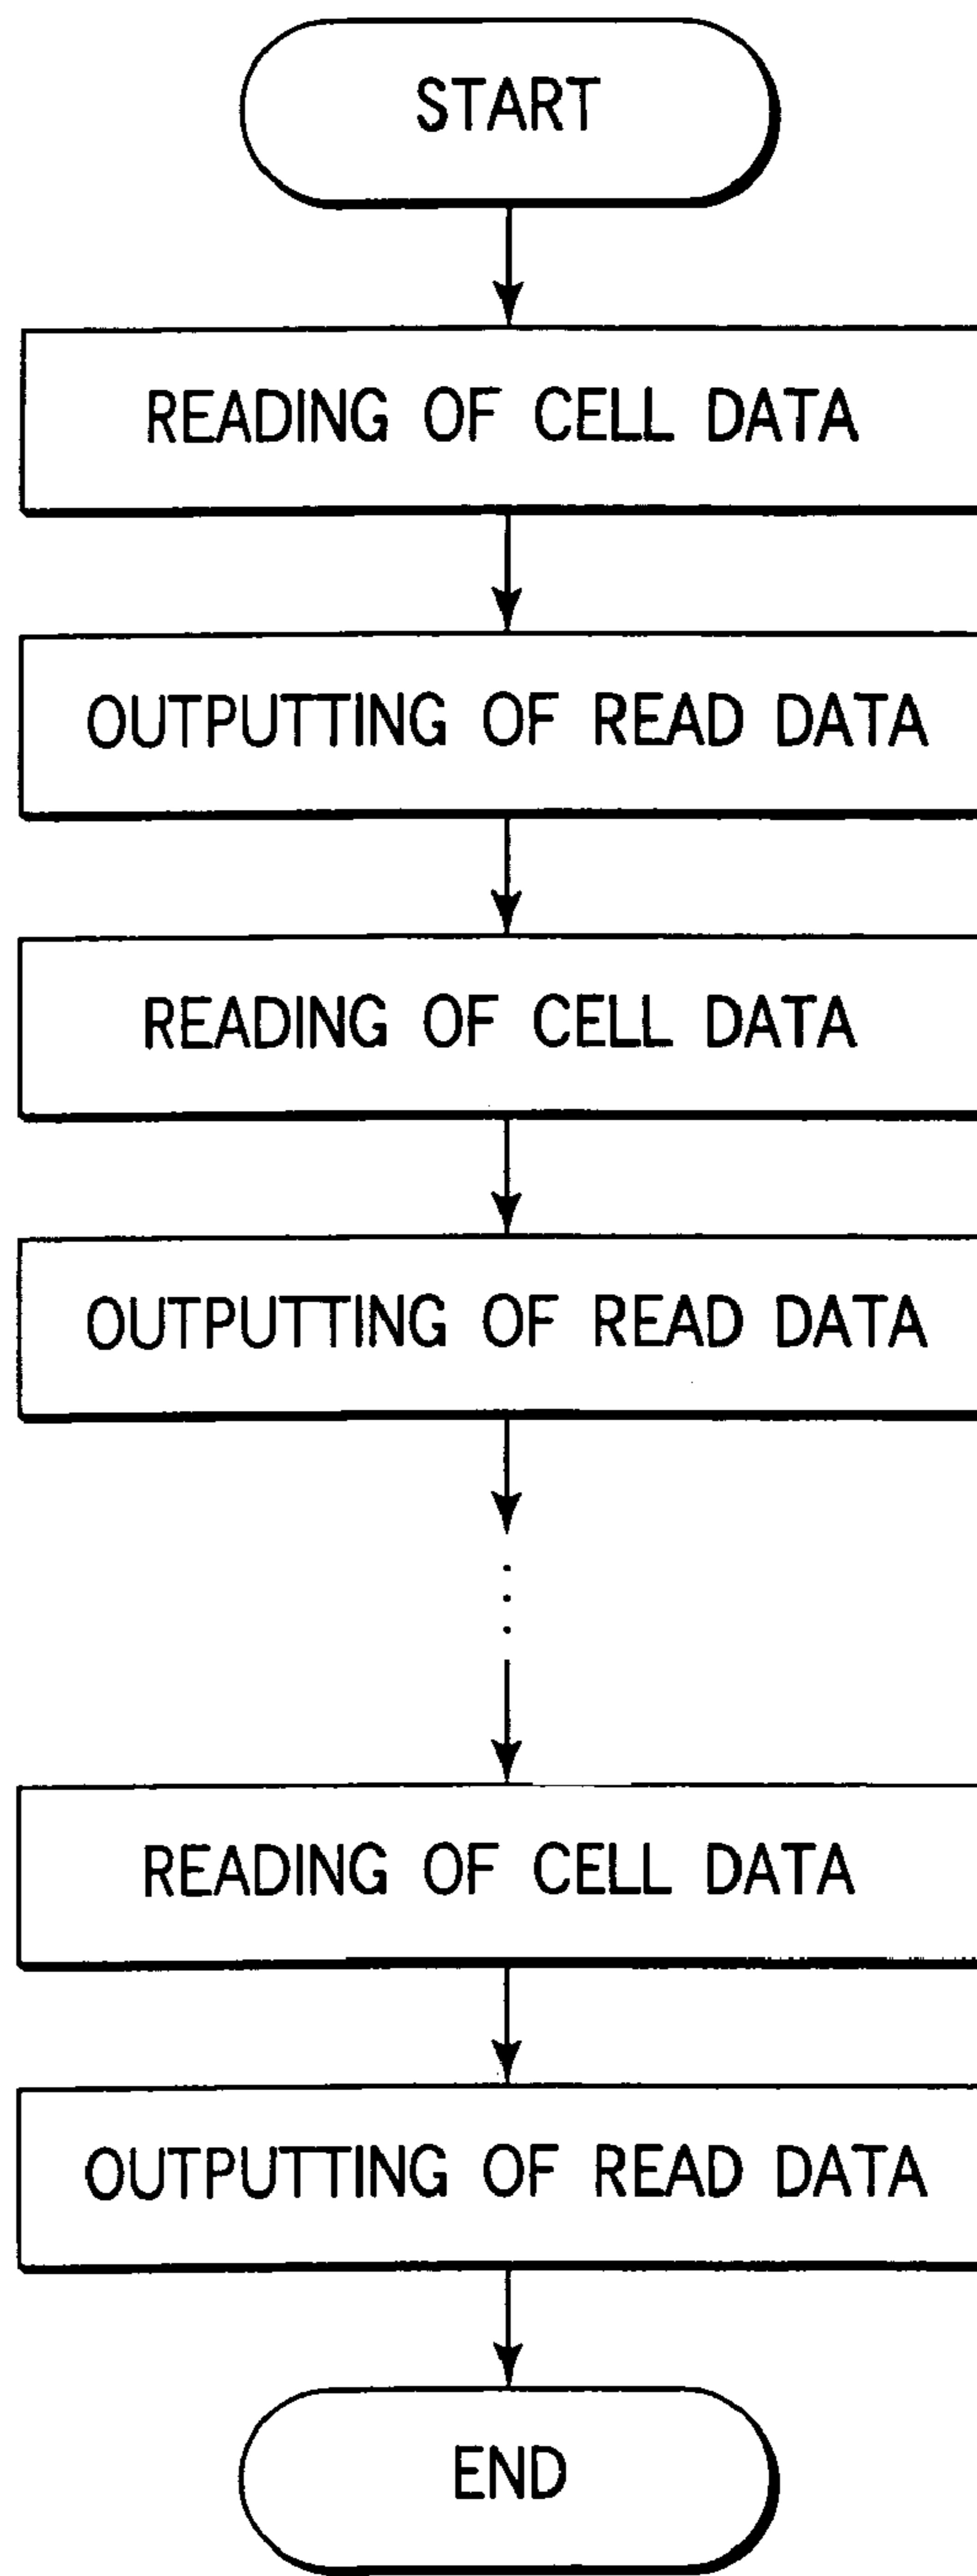 START
READING OF CELL DATA
OUTPUTTING OF READ DATA
READING OF CELL DATA
OUTPUTTING OF READ DATA
READING OF CELL DATA
OUTPUTTING OF READ DATA
END